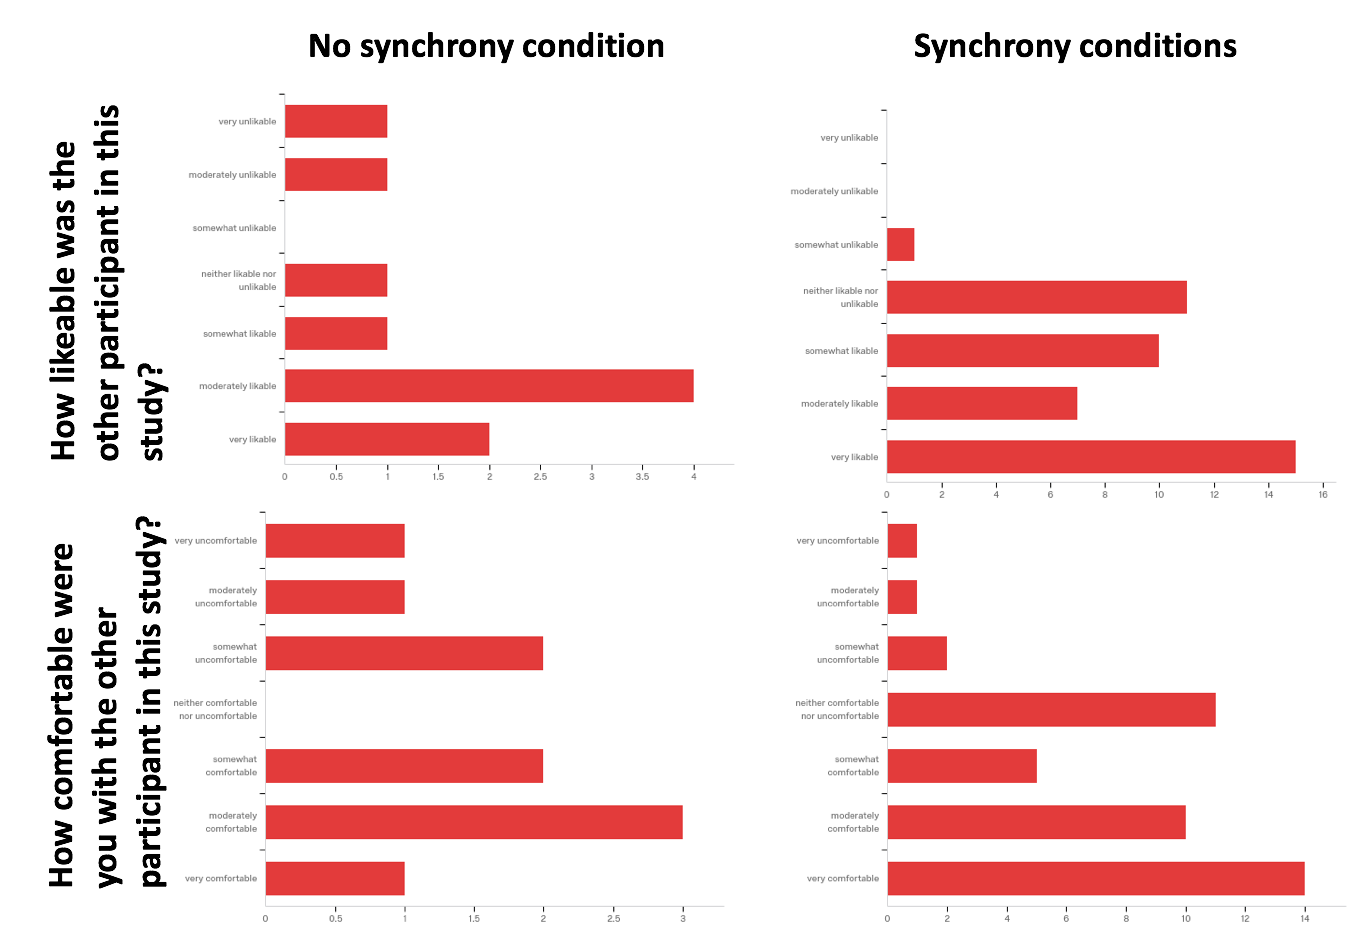 No synchrony condition
Synchrony conditions
How likeable was the
other participant in this
study?
very unlikable
moderately unlikable
somewhat unlikable
neither likable nor
unlikable
somewhat likable
moderately likable
very likable
0 0.5 1 1.5 2 2.5 3 3.5 4
very unlikable
moderately unlikable
somewhat unlikable
neither likable nor
unlikable
somewhat likable
moderately likable
very likable
0 2 4 6 8 10 12 14 16
How comfortable were
you with the other
participant in this study?
very uncomfortable
moderately
uncomfortable
somewhat
uncomfortable
neither comfortable
nor uncomfortable
somewhat
comfortable
moderately
comfortable
very comfortable
0 0.5 1 1.5 2 2.5 3
very uncomfortable
moderately
uncomfortable
somewhat
uncomfortable
neither comfortable
nor uncomfortable
somewhat
comfortable
moderately
comfortable
very comfortable
0 2 4 6 8 10 12 14